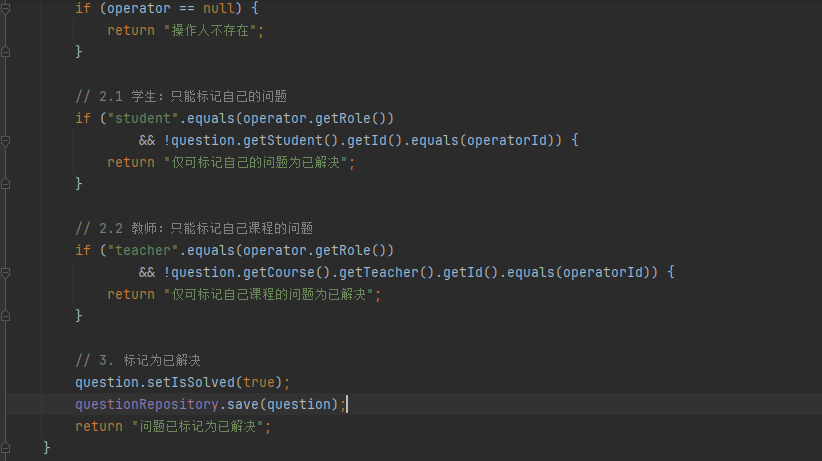 if (operator == null) {
return "操作人不存在";
}
// 2.1 学生：只能标记自己的问题
if ("student".equals(operator.getRole())
&& !question.getStudent().getId().equals(operatorId)) {
return "仅可标记自己的问题为已解决";
}
// 2.2 教师：只能标记自己课程的问题
if ("teacher".equals(operator.getRole())
&& !question.getCourse().getTeacher().getId().equals(operatorId)) {
return "仅可标记自己课程的问题为已解决";
}
// 3. 标记为已解决
question.setIsSolved(true);
questionRepository.save(question);
return "问题已标记为已解决";
}